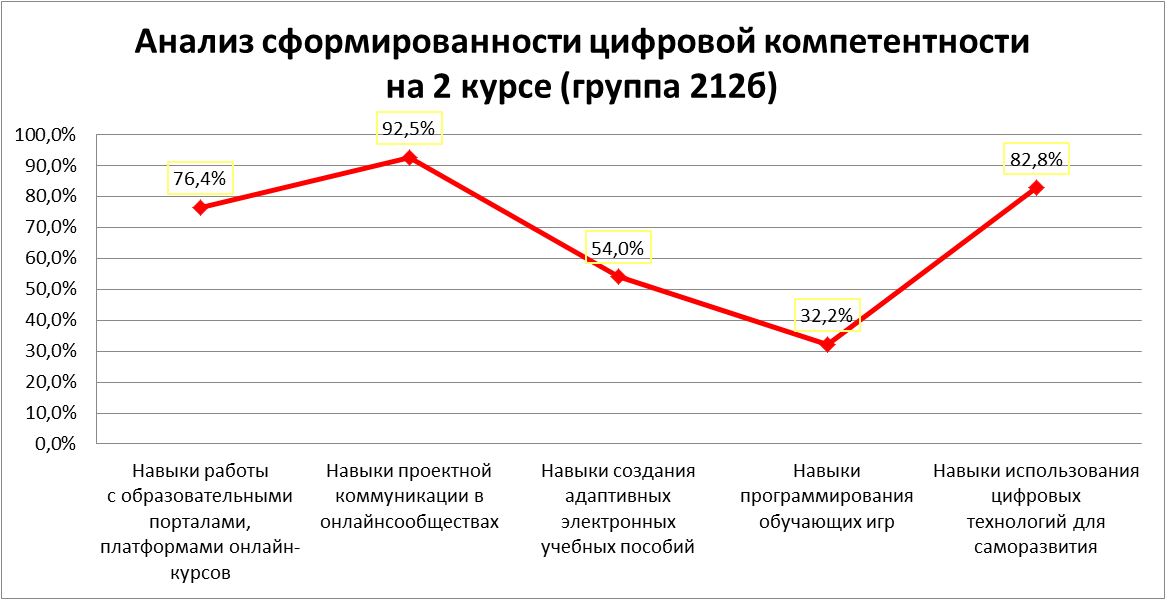 Анализ сформированности цифровой компетентности
на 2 курсе (группа 212б)
100,0%
90,0%
80,0%
70,0%
60,0%
50,0%
40,0%
30,0%
20,0%
10,0%
0,0%
76,4%
92,5%
54,0%
32,2%
82,8%
Навыки работы
с образовательными
порталами,
платформами онлайн-
курсов
Навыки проектной
коммуникации в
онлайнсообществах
Навыки создания
адаптивных
электронных
учебных пособий
Навыки
программирования
обучающих игр
Навыки использования
цифровых
технологий для
саморазвития